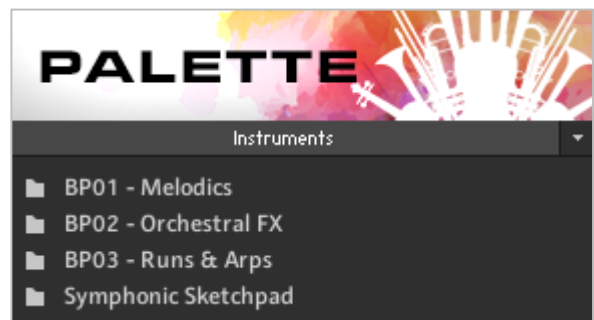 PALETTE
Instruments
BP01 - Melodics
BP02 - Orchestral FX
BP03 - Runs & Arps
Symphonic Sketchpad